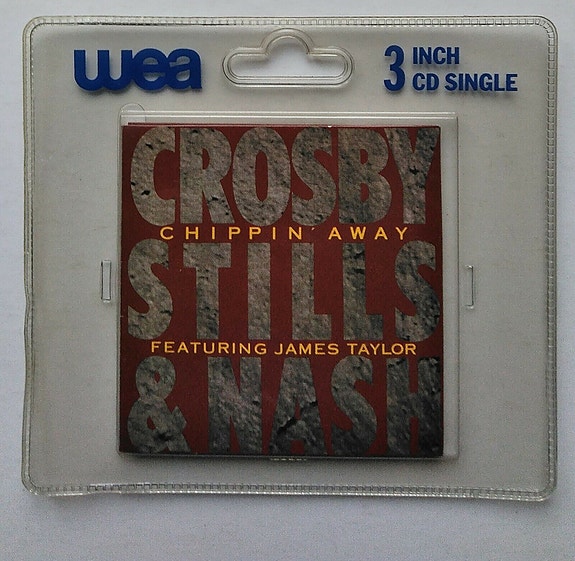 wea
3 INCH
CD SINGLE
CROSBY
CHIPPIN' AWAY
STILLS
FEATURING JAMES TAYLOR
& NASH